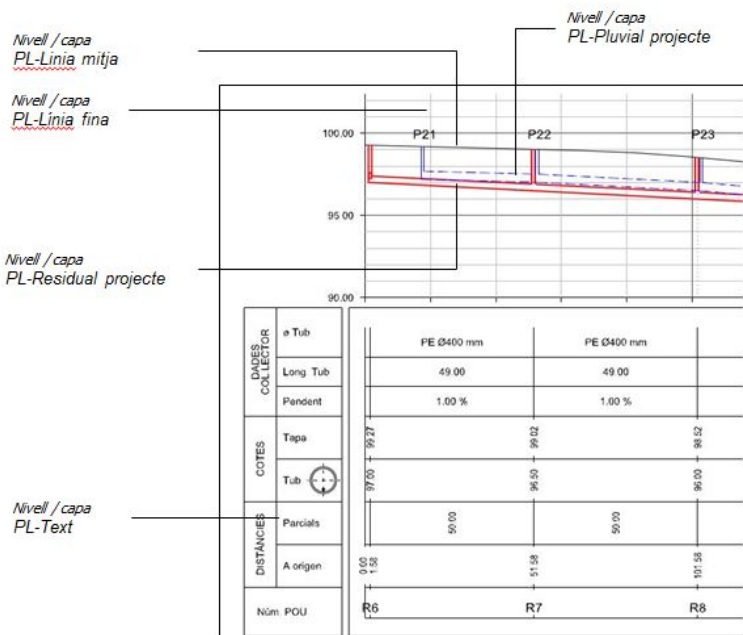 Nivell / capa
PL-Pluvial projecte
Nivell / capa
PL-Linia mitja
Nivell / capa
PL-Línia fina
100.00
P21
P22
P23
95.00
Nivell / capa
PL-Residual projecte
90.00
DADES
COL·LECTOR
ø Tub
PE Ø400 mm
PE Ø400 mm
Long. Tub
49.00
49.00
Pendent
1.00 %
1.00 %
COTES
Tapa
99.27
99.02
98.52
Tub
97.00
96.50
96.00
Nivell / capa
PL-Text
DISTÀNCIES
Parcials
50.00
50.00
A origen
0.00
1.58
51.58
101.58
Núm. POU
R6
R7
R8